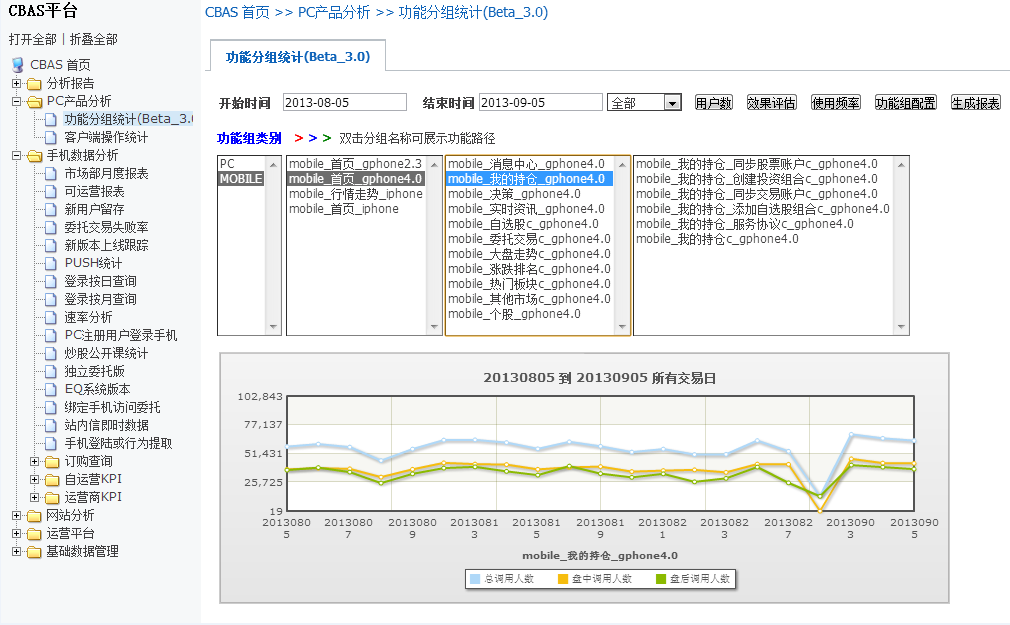 CBAS平台
打开全部 | 折叠全部
CBAS 首页
分析报告
PC产品分析
功能分组统计(Beta_3.0
客户端操作统计
手机数据分析
市场部月度报表
可运营报表
新用户留存
委托交易失败率
新版本上线跟踪
PUSH统计
登录按日查询
登录按月查询
速率分析
PC注册用户登录手机
炒股公开课统计
独立委托版
EQ系统版本
绑定手机访问委托
站内信即时数据
手机登陆或行为提取
订购查询
自运营KPI
运营商KPI
网站分析
运营平台
基础数据管理
CBAS 首页 >> PC产品分析 >> 功能分组统计(Beta_3.0)
功能分组统计(Beta_3.0)
开始时间 2013-08-05 结束时间 2013-09-05 全部 用户数 效果评估 使用频率 功能组配置 生成报表
功能组类别 > > > 双击分组名称可展示功能路径
PC
MOBILE
mobile_首页_gphone2.3
mobile_首页_gphone4.0
mobile_行情走势_iphone
mobile_首页_iphone
mobile_消息中心_gphone4.0
mobile_我的持仓_gphone4.0
mobile_决策_gphone4.0
mobile_实时资讯_gphone4.0
mobile_自选股c_gphone4.0
mobile_委托交易c_gphone4.0
mobile_大盘走势c_gphone4.0
mobile_涨跌排名c_gphone4.0
mobile_热门板块c_gphone4.0
mobile_其他市场c_gphone4.0
mobile_个股_gphone4.0
mobile_我的持仓_同步股票账户c_gphone4.0
mobile_我的持仓_创建投资组合c_gphone4.0
mobile_我的持仓_同步交易账户c_gphone4.0
mobile_我的持仓_添加自选股组合c_gphone4.0
mobile_我的持仓_服务协议c_gphone4.0
mobile_我的持仓c_gphone4.0
20130805 到 20130905 所有交易日
102,843
77,137
51,431
25,725
19
2013080 2013080 2013080 2013081 2013081 2013081 2013082 2013082 2013082 2013090 2013090
5 7 9 3 5 9 1 3 7 3 5
mobile_我的持仓_gphone4.0
总调用人数 盘中调用人数 盘后调用人数